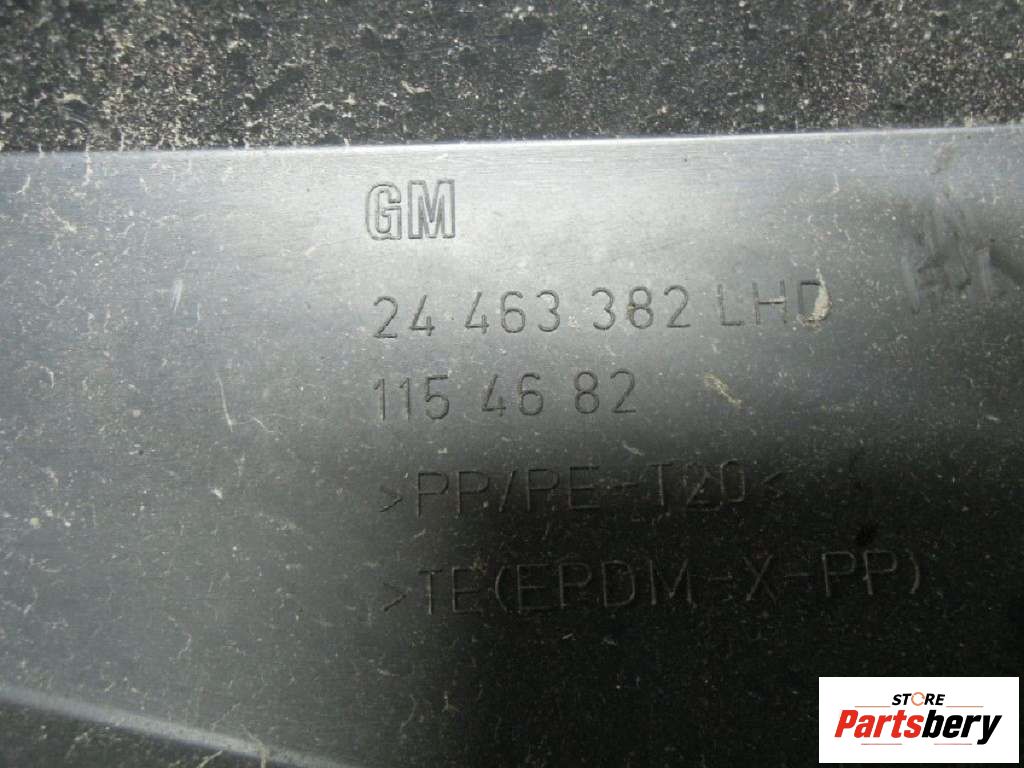 GM
24 463 382 LHD
115 46 82
>PP/PE-T20<
>TE(EPDM-X-PP)
STORE
Partsbery